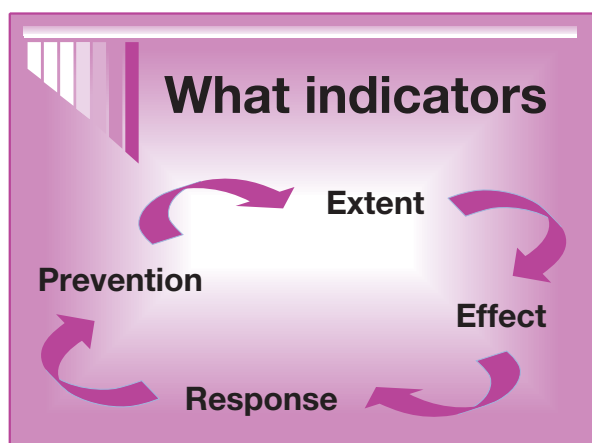 What indicators
Extent
Prevention
Effect
Response